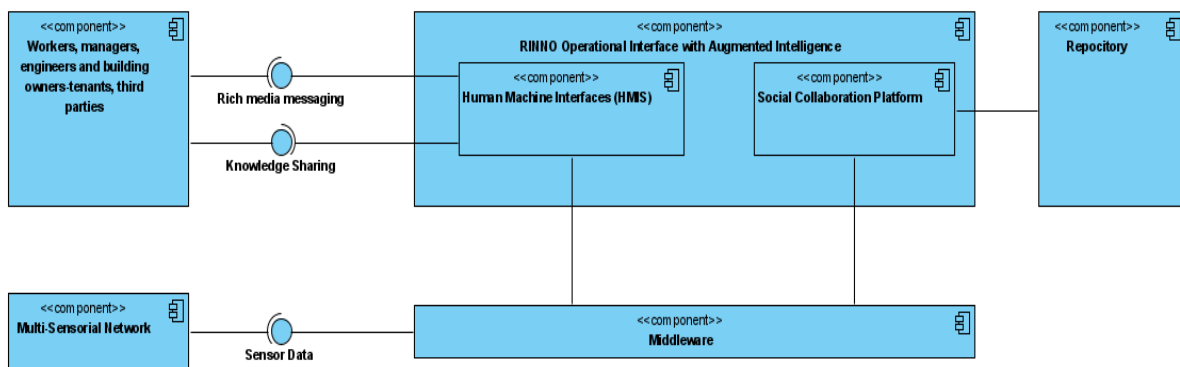 <<component>>
Workers, managers,
engineers and building
owners-tenants, third
parties
Rich media messaging
Knowledge Sharing
<<component>>
RINNO Operational Interface with Augmented Intelligence
<<component>>
Human Machine Interfaces (HMIS)
<<component>>
Social Collaboration Platform
<<component>>
Repocitory
<<component>>
Multi-Sensorial Network
Sensor Data
<<component>>
Middleware